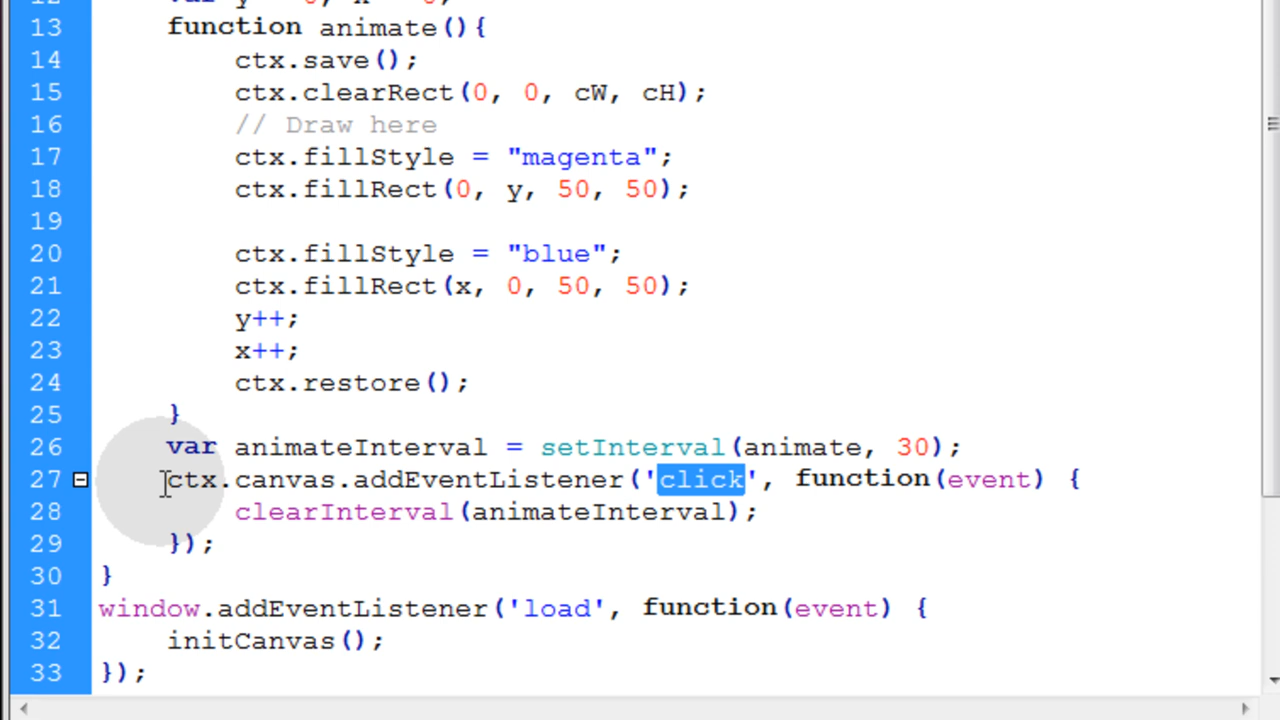 13 function animate(){
14 ctx.save();
15 ctx.clearRect(0, 0, cW, cH);
16 // Draw here
17 ctx.fillStyle = "magenta";
18 ctx.fillRect(0, y, 50, 50);
19
20 ctx.fillStyle = "blue";
21 ctx.fillRect(x, 0, 50, 50);
22 y++;
23 x++;
24 ctx.restore();
25 }
26 var animateInterval = setInterval(animate, 30);
27 ctx.canvas.addEventListener('click', function(event) {
28 clearInterval(animateInterval);
29 });
30 }
31 window.addEventListener('load', function(event) {
32 initCanvas();
33 });